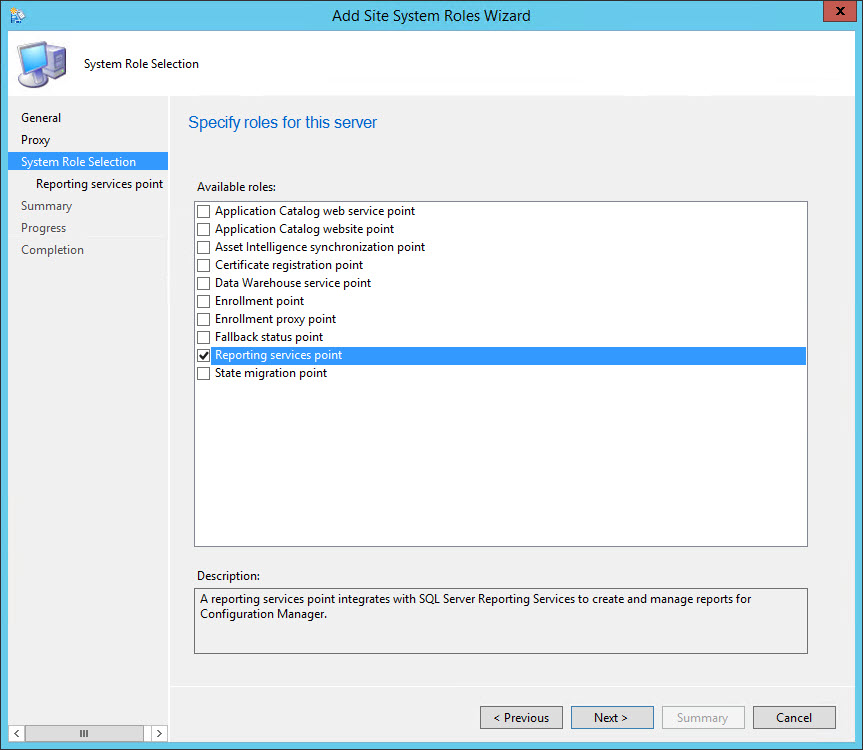 Add Site System Roles Wizard
x
System Role Selection
General
Proxy
System Role Selection
Reporting services point
Summary
Progress
Completion
Specify roles for this server
Available roles:
Application Catalog web service point
Application Catalog website point
Asset Intelligence synchronization point
Certificate registration point
Data Warehouse service point
Enrollment point
Enrollment proxy point
Fallback status point
Reporting services point
State migration point
Description:
A reporting services point integrates with SQL Server Reporting Services to create and manage reports for
Configuration Manager.
< Previous
Next >
Summary
Cancel